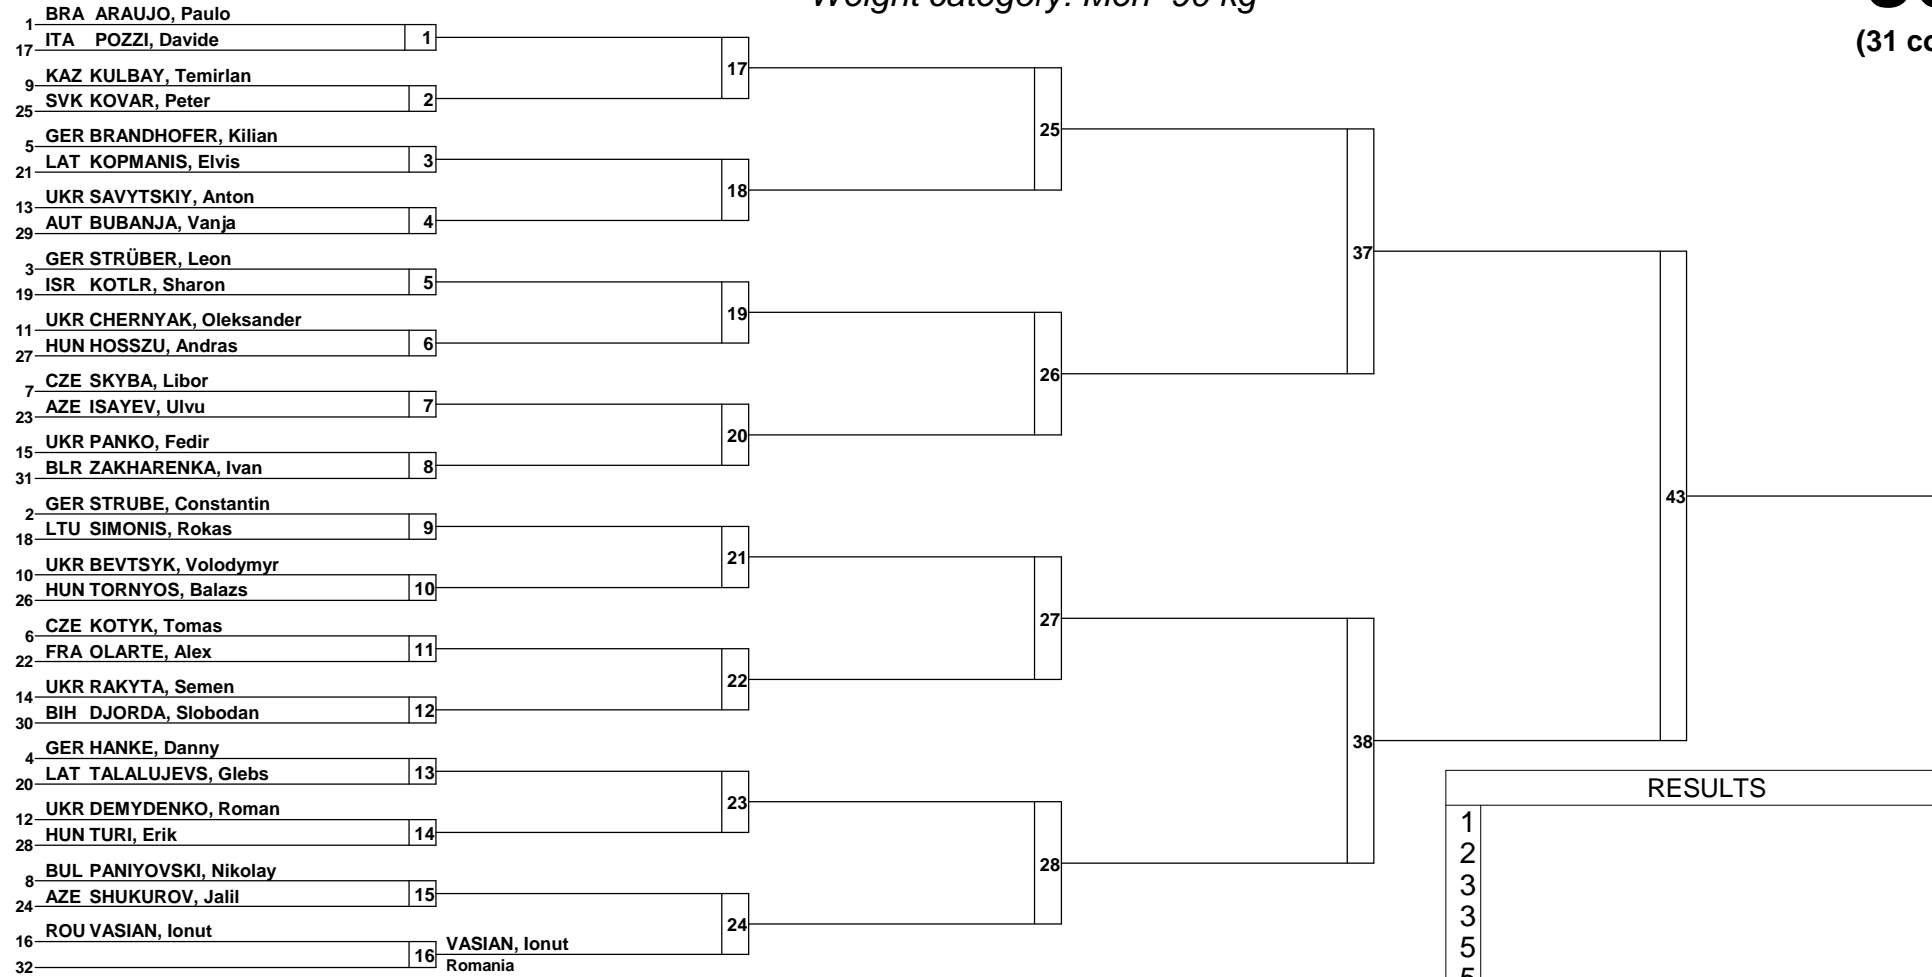 Weight category: Men -90 kg
(31 co
1 BRA ARAUJO, Paulo
17 ITA POZZI, Davide 1
9 KAZ KULBAY, Temirlan
25 SVK KOVAR, Peter 2
17
5 GER BRANDHOFER, Kilian
21 LAT KOPMANIS, Elvis 3
13 UKR SAVYTSKIY, Anton
29 AUT BUBANJA, Vanja 4
18
25
3 GER STRÜBER, Leon
19 ISR KOTLR, Sharon 5
11 UKR CHERNYAK, Oleksander
27 HUN HOSSZU, Andras 6
19
7 CZE SKYBA, Libor
23 AZE ISAYEV, Ulvu 7
15 UKR PANKO, Fedir
31 BLR ZAKHARENKA, Ivan 8
20
26
37
2 GER STRUBE, Constantin
18 LTU SIMONIS, Rokas 9
10 UKR BEVTSYK, Volodymyr
26 HUN TORNYOS, Balazs 10
21
6 CZE KOTYK, Tomas
22 FRA OLARTE, Alex 11
14 UKR RAKYTA, Semen
30 BIH DJORDA, Slobodan 12
22
27
4 GER HANKE, Danny
20 LAT TALALUJEVS, Glebs 13
12 UKR DEMYDENKO, Roman
28 HUN TURI, Erik 14
23
8 BUL PANIYOVSKI, Nikolay
24 AZE SHUKUROV, Jalil 15
16 ROU VASIAN, Ionut
32 16
VASIAN, Ionut
Romania
24
28
38
43
RESULTS
1
2
3
3
5
5